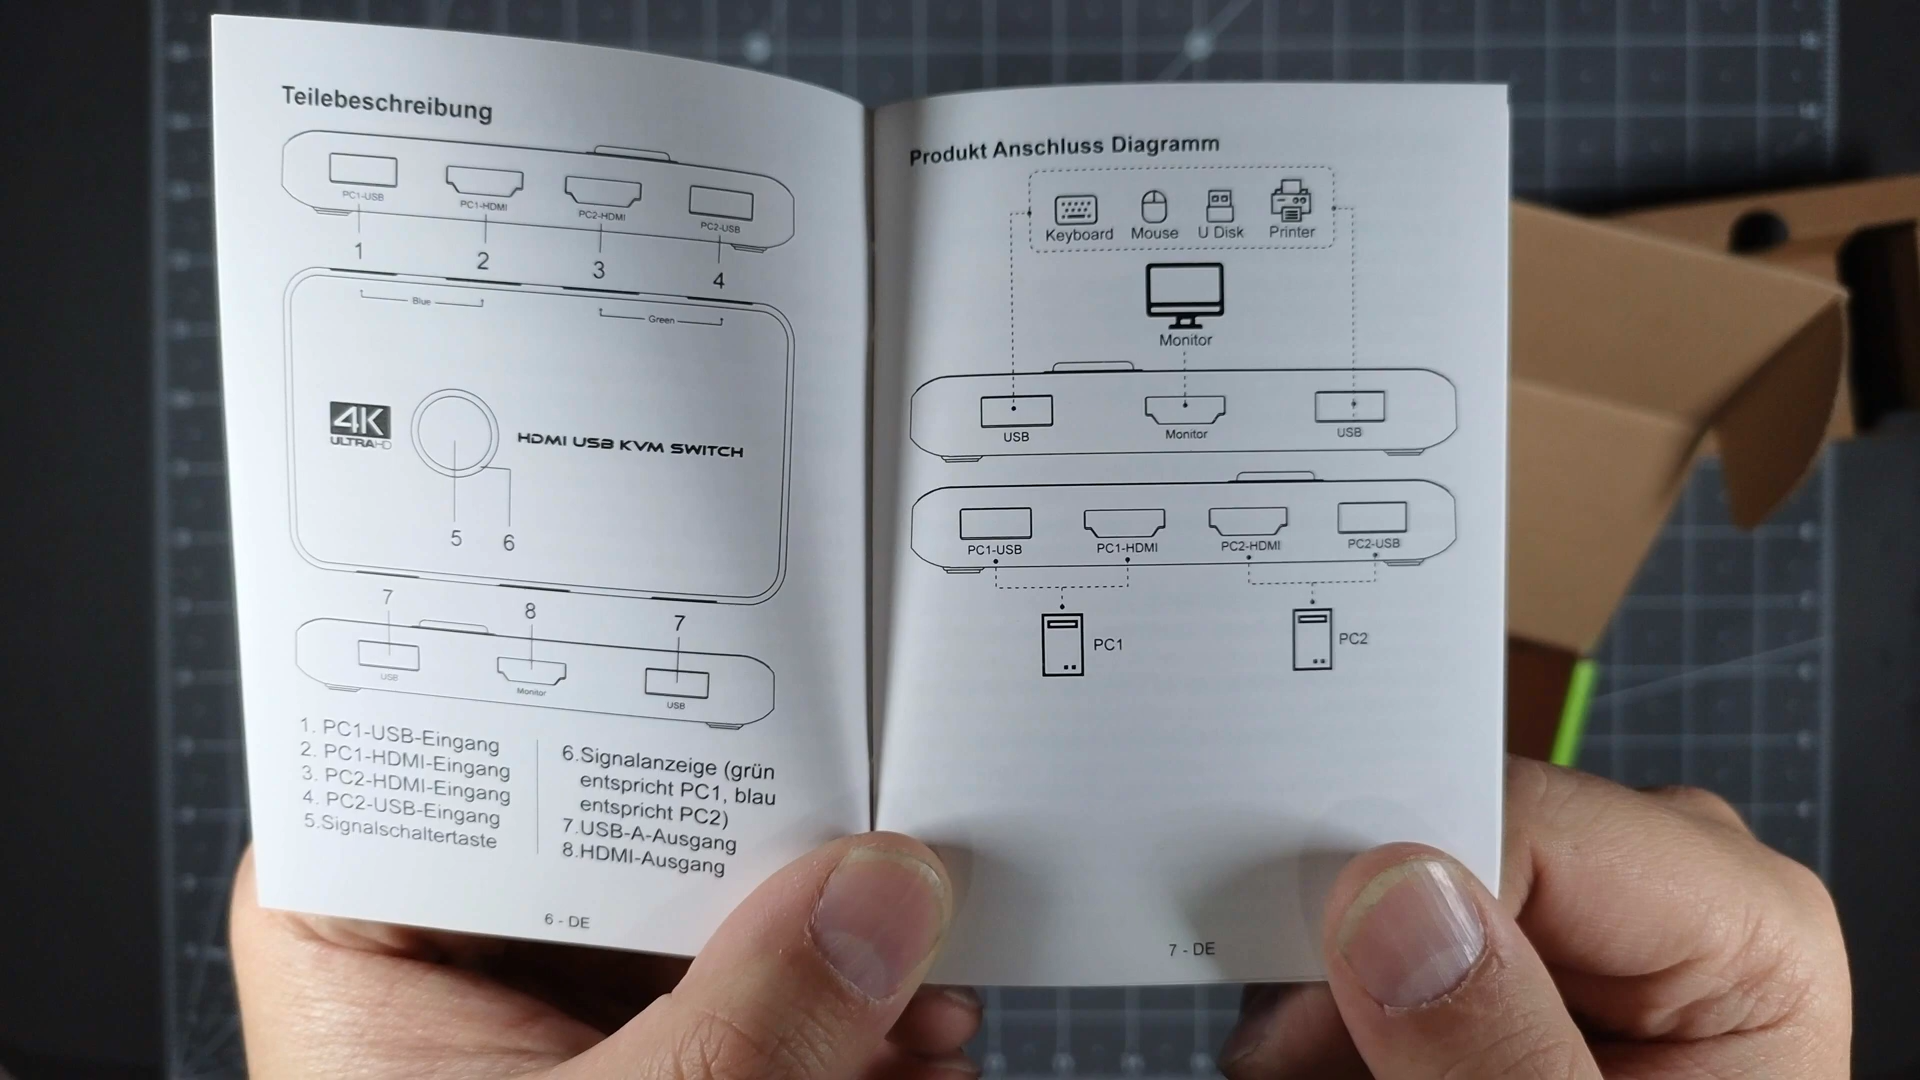 Teilebeschreibung
PC1-USB
PC1-HDMI
PC2-HDMI
PC2-USB
1
2
3
4
Blue
Green
4K
ULTRAHD
HDMI USB KVM SWITCH
5
6
7
8
7
USB
Monitor
USB
1. PC1-USB-Eingang
2. PC1-HDMI-Eingang
3. PC2-HDMI-Eingang
4. PC2-USB-Eingang
5.Signalschaltertaste
6.Signalanzeige (grün
entspricht PC1, blau
entspricht PC2)
7.USB-A-Ausgang
8.HDMI-Ausgang
6 - DE
Produkt Anschluss Diagramm
Keyboard
Mouse
U Disk
Printer
Monitor
USB
Monitor
USB
PC1-USB
PC1-HDMI
PC2-HDMI
PC2-USB
PC1
PC2
7 - DE